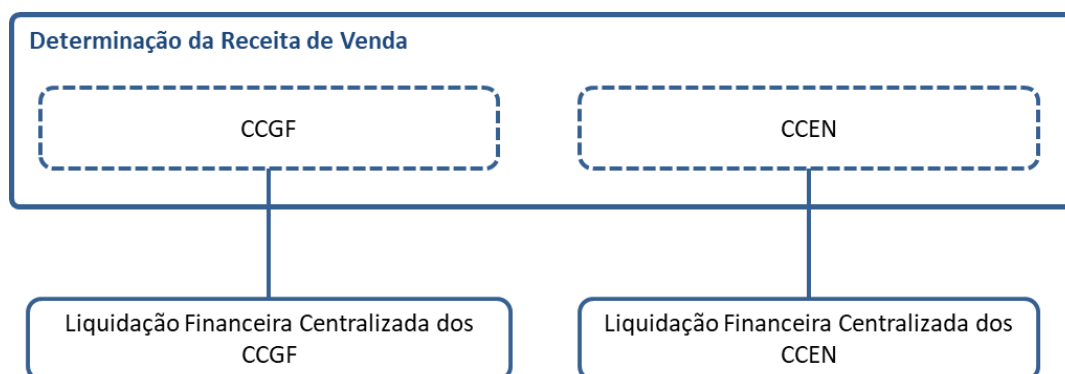 Determinação da Receita de Venda
CCGF
CCEN
Liquidação Financeira Centralizada dos
CCGF
Liquidação Financeira Centralizada dos
CCEN